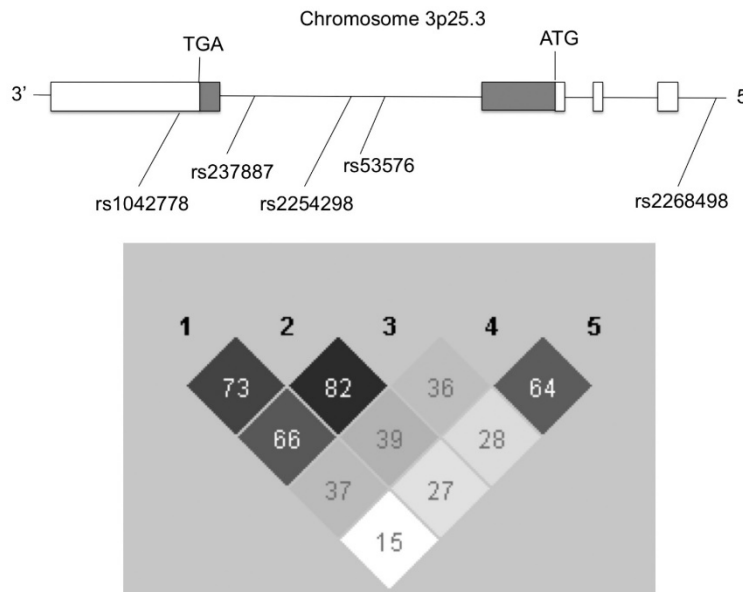 Chromosome 3p25.3
TGA
ATG
3’
5
rs1042778
rs237887
rs2254298
rs53576
rs2268498
1 2 3 4 5
73 82 36 64
66 39 28
37 27
15